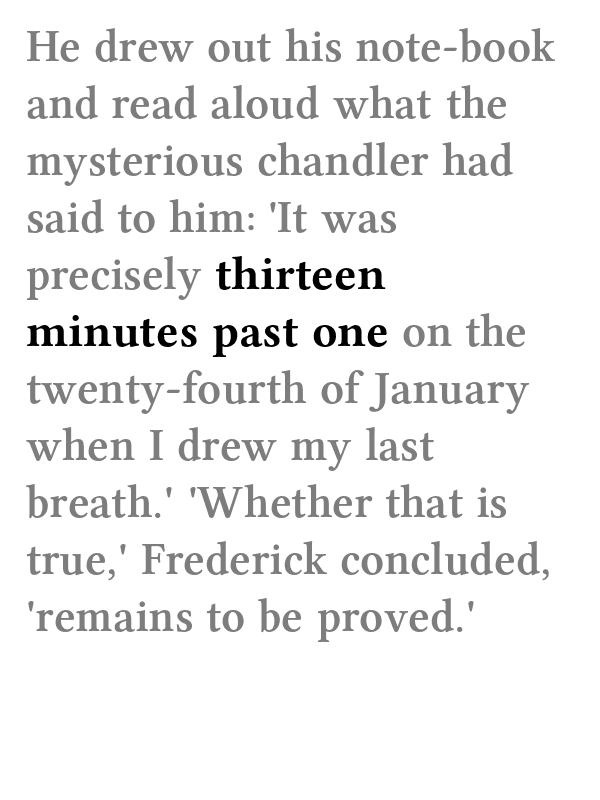 He drew out his note-book
and read aloud what the
mysterious chandler had
said to him: 'It was
precisely thirteen
minutes past one on the
twenty-fourth of January
when I drew my last
breath.' 'Whether that is
true,' Frederick concluded,
'remains to be proved.'